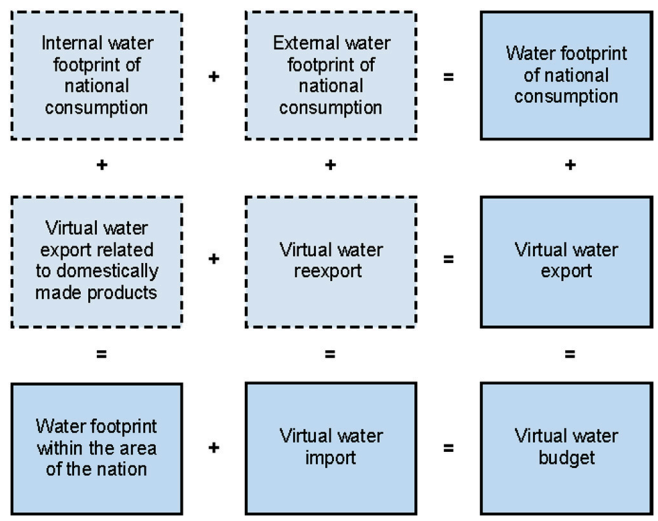 Internal water
footprint of
national
consumption
+
External water
footprint of
national
consumption
=
Water footprint
of national
consumption
+
+
+
Virtual water
export related
to domestically
made products
+
Virtual water
reexport
=
Virtual water
export
=
=
=
Water footprint
within the area
of the nation
+
Virtual water
import
=
Virtual water
budget